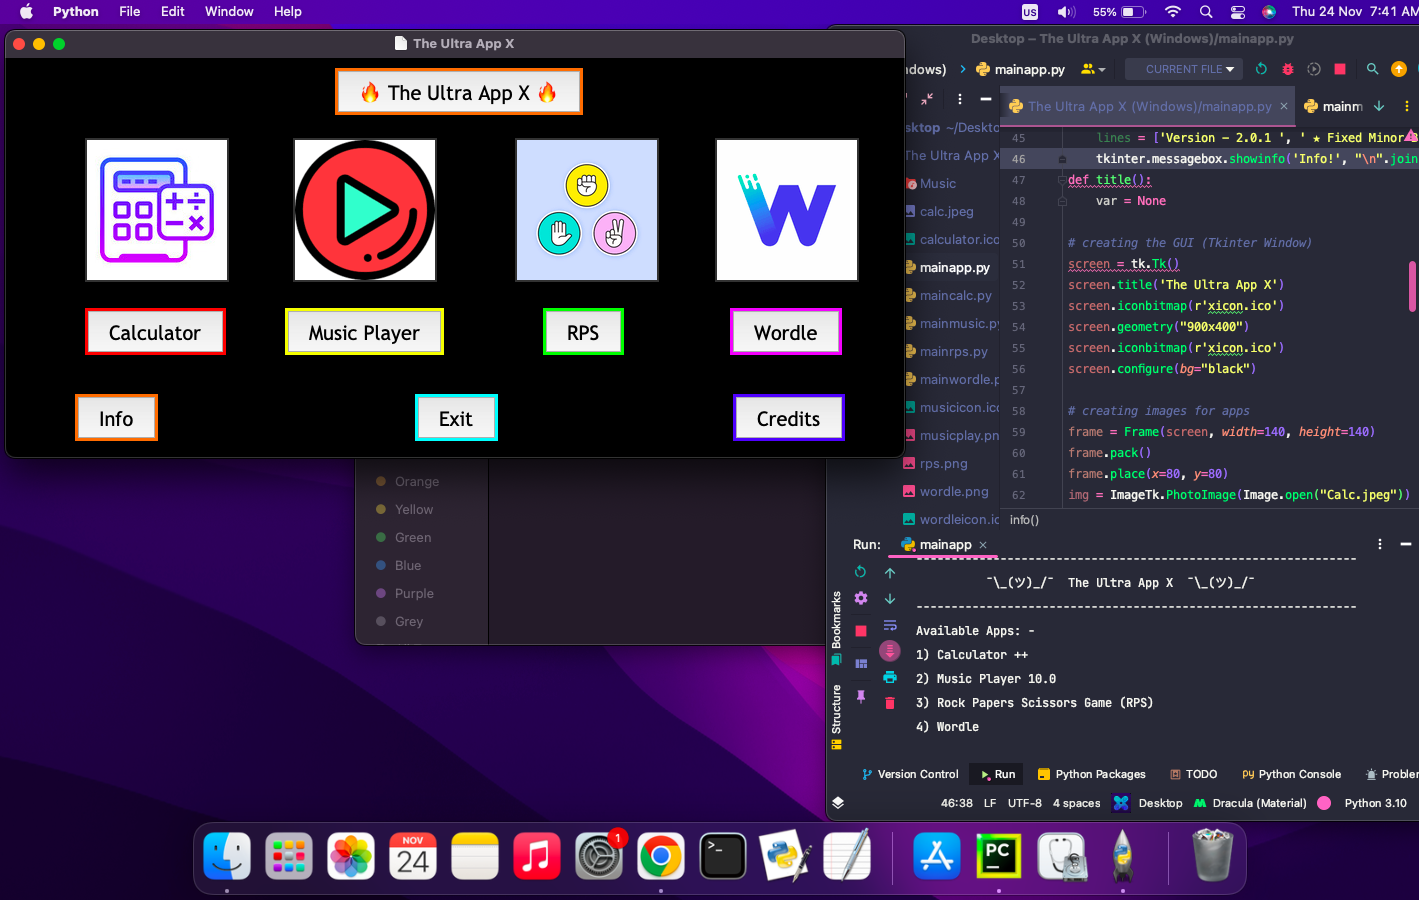 Python File Edit Window Help
US 55% Thu 24 Nov 7:41 AM
The Ultra App X
🔥 The Ultra App X 🔥
Calculator
Music Player
RPS
Wordle
Info
Exit
Credits
Orange
Yellow
Green
Blue
Purple
Grey
Desktop – The Ultra App X (Windows)/mainapp.py
dows) › mainapp.py CURRENT FILE
The Ultra App X (Windows)/mainapp.py × mainm
sktop ~/Deskto
The Ultra App X
Music
calc.jpeg
calculator.ico
mainapp.py
maincalc.py
mainmusic.py
mainrps.py
mainwordle.p
musicicon.ico
musicplay.pn
rps.png
wordle.png
wordleicon.ic
45 lines = ['Version - 2.0.1 ', ' ★ Fixed Minor B
46 tkinter.messagebox.showinfo('Info!', "\n".join
47 def title():
48 var = None
49
50 # creating the GUI (Tkinter Window)
51 screen = tk.Tk()
52 screen.title('The Ultra App X')
53 screen.iconbitmap(r'xicon.ico')
54 screen.geometry("900x400")
55 screen.iconbitmap(r'xicon.ico')
56 screen.configure(bg="black")
57
58 # creating images for apps
59 frame = Frame(screen, width=140, height=140)
60 frame.pack()
61 frame.place(x=80, y=80)
62 img = ImageTk.PhotoImage(Image.open("Calc.jpeg"))
info()
Run: mainapp ×
---------------------------------------------------------------
¯\_(ツ)_/¯ The Ultra App X ¯\_(ツ)_/¯
---------------------------------------------------------------
Available Apps: -
1) Calculator ++
2) Music Player 10.0
3) Rock Papers Scissors Game (RPS)
4) Wordle
Bookmarks
Structure
Version Control Run Python Packages TODO Python Console Problem
46:38 LF UTF-8 4 spaces Desktop Dracula (Material) Python 3.10
NOV
24
1
>_
PC